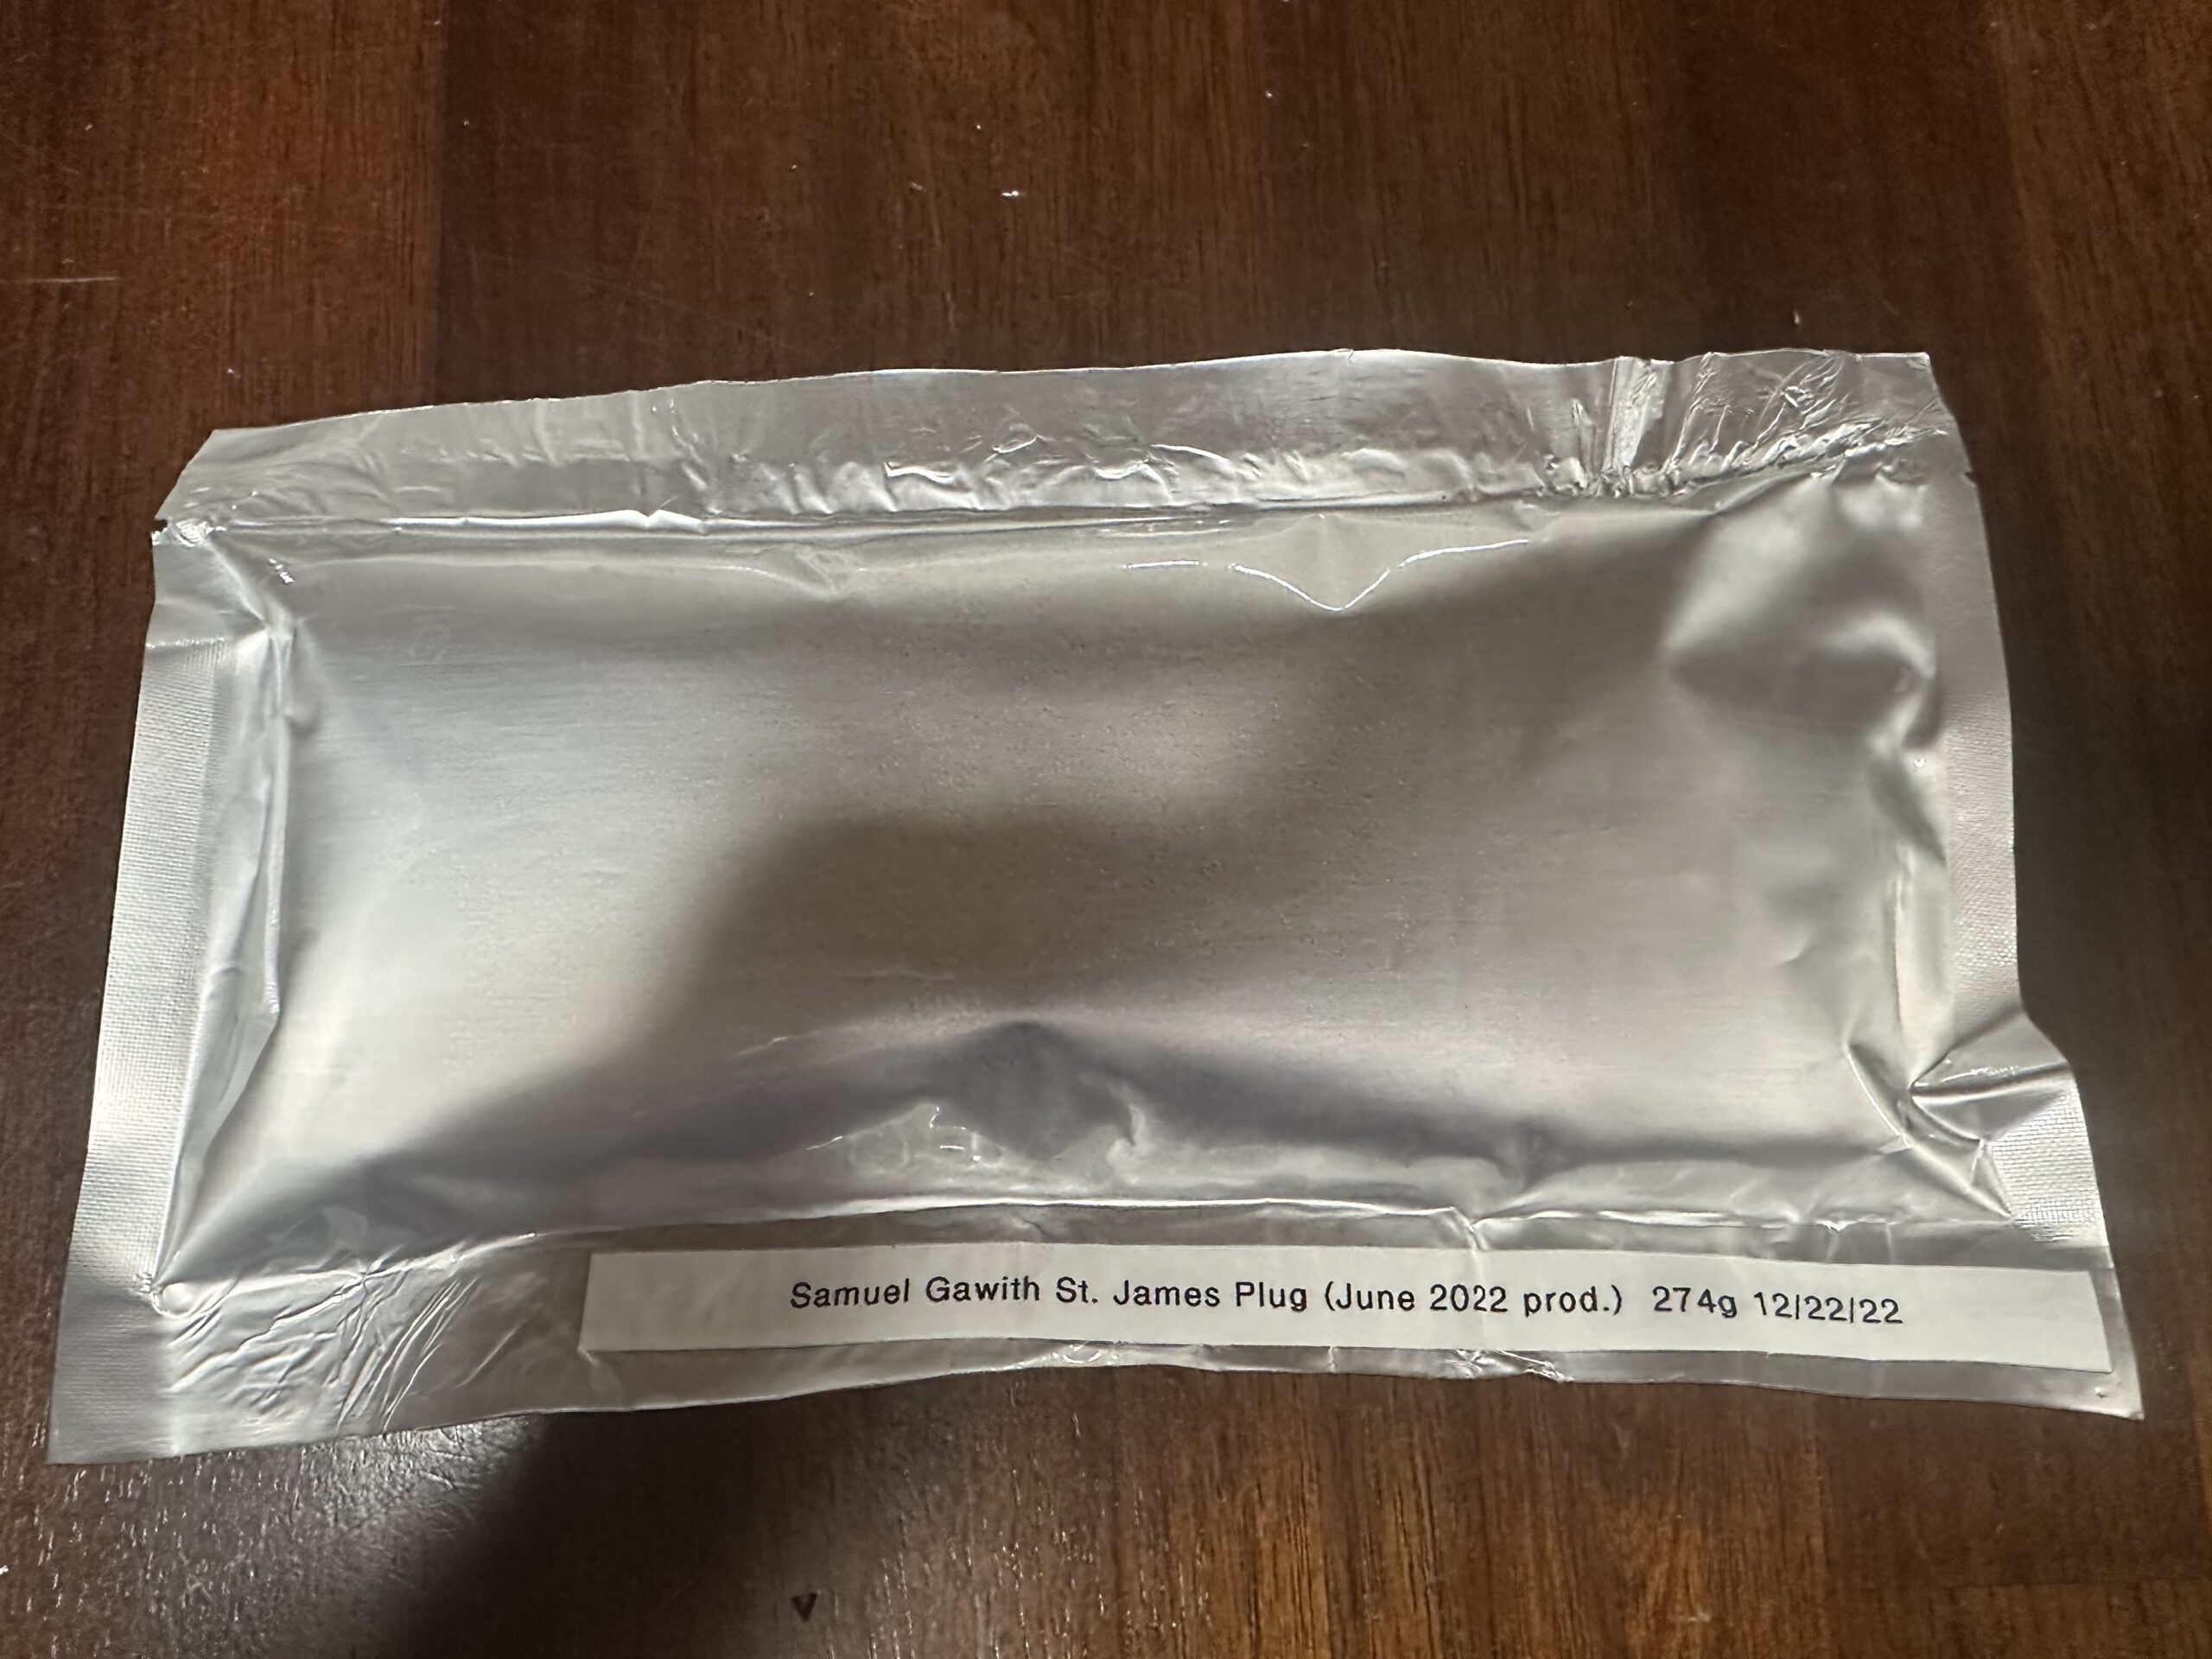 Samuel Gawith St. James Plug (June 2022 prod.) 274g 12/22/22